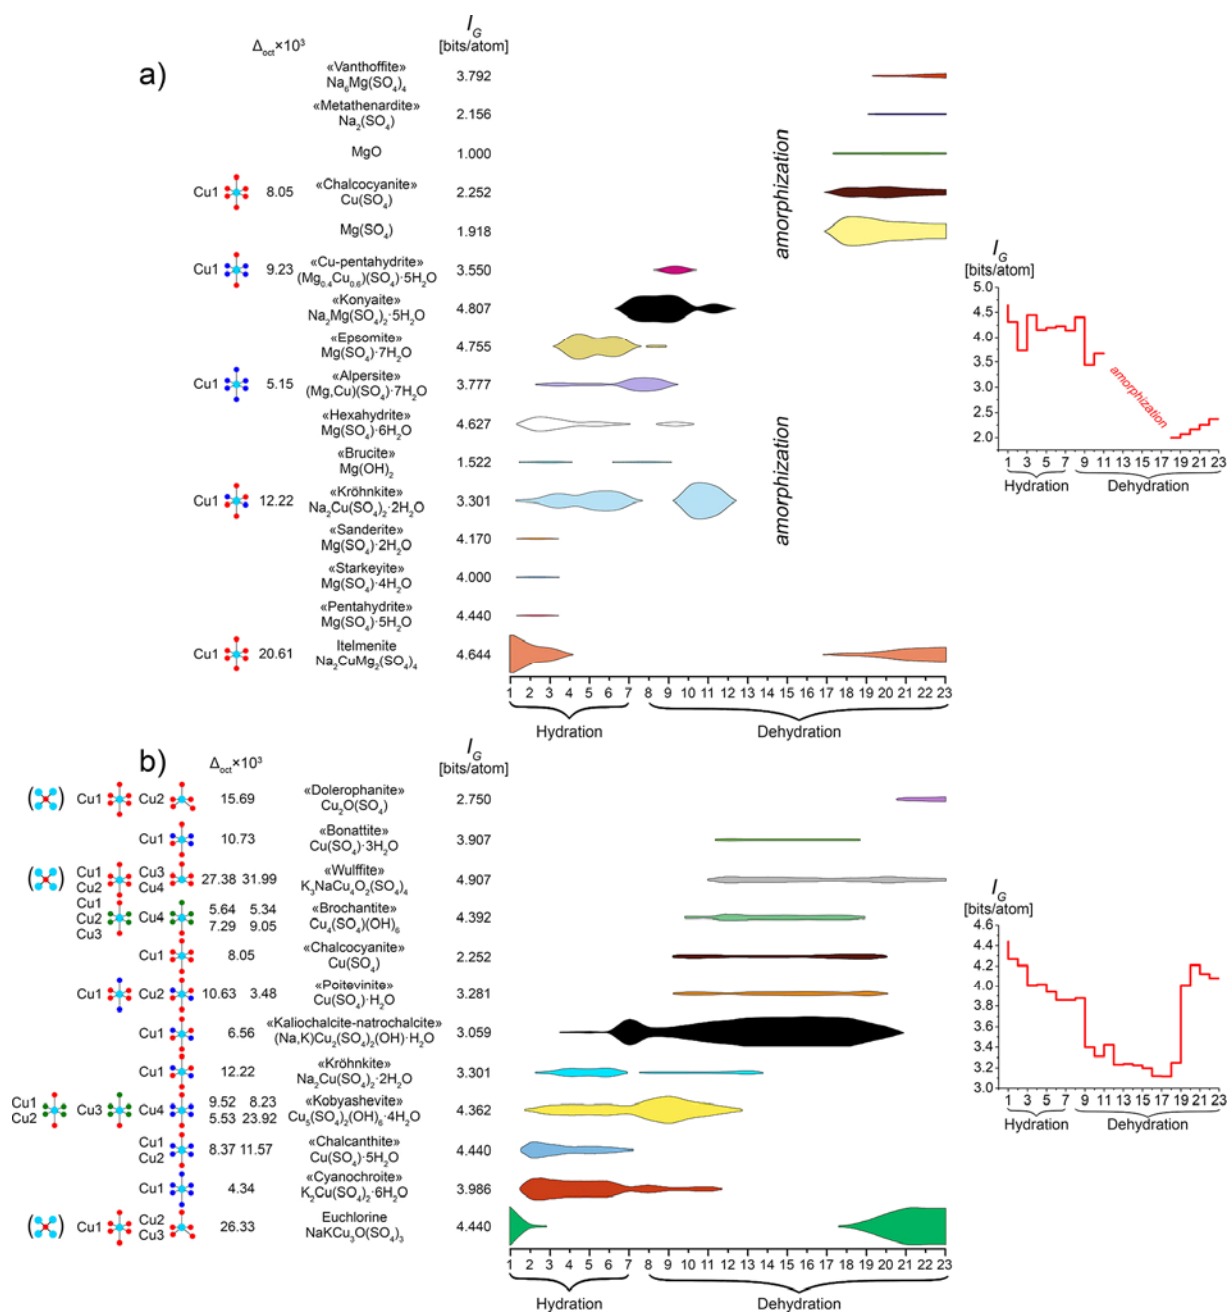 a)
Δoct×10³
I_G
[bits/atom]
«Vanthoffite»
Na₆Mg(SO₄)₄
3.792
«Metathenardite»
Na₂(SO₄)
2.156
MgO
1.000
Cu1
8.05
«Chalcocyanite»
Cu(SO₄)
2.252
Mg(SO₄)
1.918
Cu1
9.23
«Cu-pentahydrite»
(Mg₀.₄Cu₀.₆)(SO₄)·5H₂O
3.550
«Konyaite»
Na₂Mg(SO₄)₂·5H₂O
4.807
«Epsomite»
Mg(SO₄)·7H₂O
4.755
Cu1
5.15
«Alpersite»
(Mg,Cu)(SO₄)·7H₂O
3.777
«Hexahydrite»
Mg(SO₄)·6H₂O
4.627
«Brucite»
Mg(OH)₂
1.522
Cu1
12.22
«Kröhnkite»
Na₂Cu(SO₄)₂·2H₂O
3.301
«Sanderite»
Mg(SO₄)·2H₂O
4.170
«Starkeyite»
Mg(SO₄)·4H₂O
4.000
«Pentahydrite»
Mg(SO₄)·5H₂O
4.440
Cu1
20.61
Itelmenite
Na₂CuMg₂(SO₄)₄
4.644
amorphization
amorphization
1 2 3 4 5 6 7 8 9 10 11 12 13 14 15 16 17 18 19 20 21 22 23
Hydration Dehydration
I_G
[bits/atom]
5.0
4.5
4.0
3.5
3.0
2.5
2.0
amorphization
1 3 5 7 9 11 13 15 17 19 21 23
Hydration Dehydration
b)
Δoct×10³
I_G
[bits/atom]
( ) Cu1 Cu2
15.69
«Dolerophanite»
Cu₂O(SO₄)
2.750
Cu1
10.73
«Bonattite»
Cu(SO₄)·3H₂O
3.907
( ) Cu1 Cu3
Cu2 Cu4
27.38 31.99
«Wulffite»
K₃NaCu₄O₂(SO₄)₄
4.907
Cu1
Cu2 Cu4
Cu3
5.64 5.34
7.29 9.05
«Brochantite»
Cu₄(SO₄)(OH)₆
4.392
Cu1
8.05
«Chalcocyanite»
Cu(SO₄)
2.252
Cu1 Cu2
10.63 3.48
«Poitevinite»
Cu(SO₄)·H₂O
3.281
Cu1
6.56
«Kaliochalcite-natrochalcite»
(Na,K)Cu₂(SO₄)₂(OH)·H₂O
3.059
Cu1
12.22
«Kröhnkite»
Na₂Cu(SO₄)₂·2H₂O
3.301
Cu1
Cu2 Cu3 Cu4
9.52 8.23
5.53 23.92
«Kobyashevite»
Cu₅(SO₄)₂(OH)₆·4H₂O
4.362
Cu1
Cu2
8.37 11.57
«Chalcanthite»
Cu(SO₄)·5H₂O
4.440
Cu1
4.34
«Cyanochroite»
K₂Cu(SO₄)₂·6H₂O
3.986
( ) Cu1 Cu2
Cu3
26.33
Euchlorine
NaKCu₃O(SO₄)₃
4.440
1 2 3 4 5 6 7 8 9 10 11 12 13 14 15 16 17 18 19 20 21 22 23
Hydration Dehydration
I_G
[bits/atom]
4.6
4.4
4.2
4.0
3.8
3.6
3.4
3.2
3.0
1 3 5 7 9 11 13 15 17 19 21 23
Hydration Dehydration